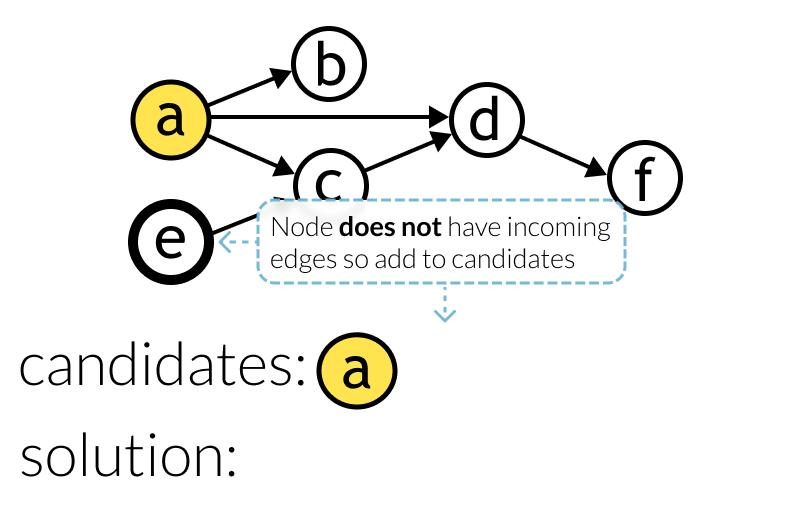 b
a
d
c
f
e
Node does not have incoming
edges so add to candidates
candidates: a
solution: